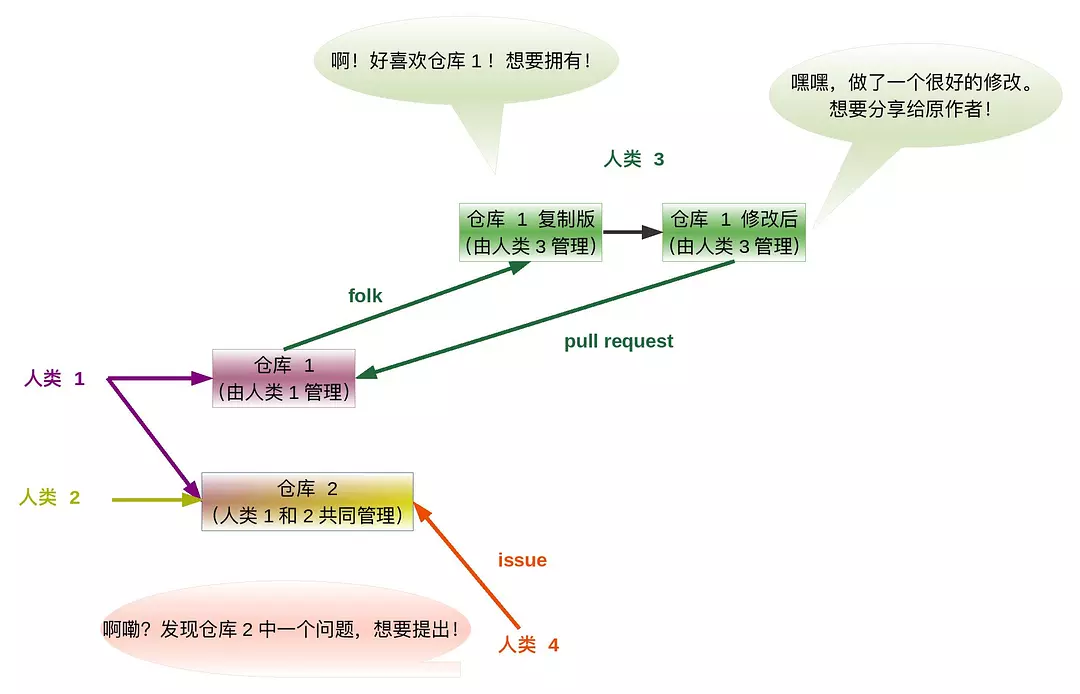 啊！好喜欢仓库 1 ！想要拥有！
嘿嘿，做了一个很好的修改。
想要分享给原作者！
人类 3
仓库 1 复制版
（由人类 3 管理）
仓库 1 修改后
（由人类 3 管理）
folk
pull request
仓库 1
（由人类 1 管理）
人类 1
仓库 2
（人类 1 和 2 共同管理）
人类 2
issue
啊嘞？发现仓库 2 中一个问题，想要提出！
人类 4